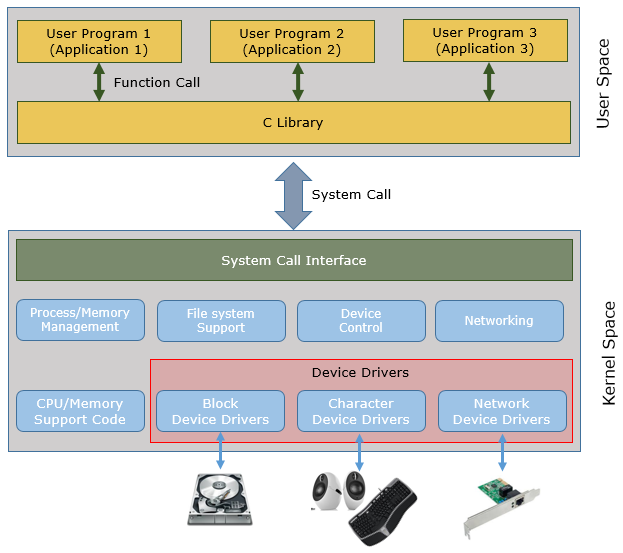 User Program 1
(Application 1)
User Program 2
(Application 2)
User Program 3
(Application 3)
Function Call
C Library
User Space
System Call
System Call Interface
Process/Memory
Management
File system
Support
Device
Control
Networking
Kernel Space
Device Drivers
CPU/Memory
Support Code
Block
Device Drivers
Character
Device Drivers
Network
Device Drivers